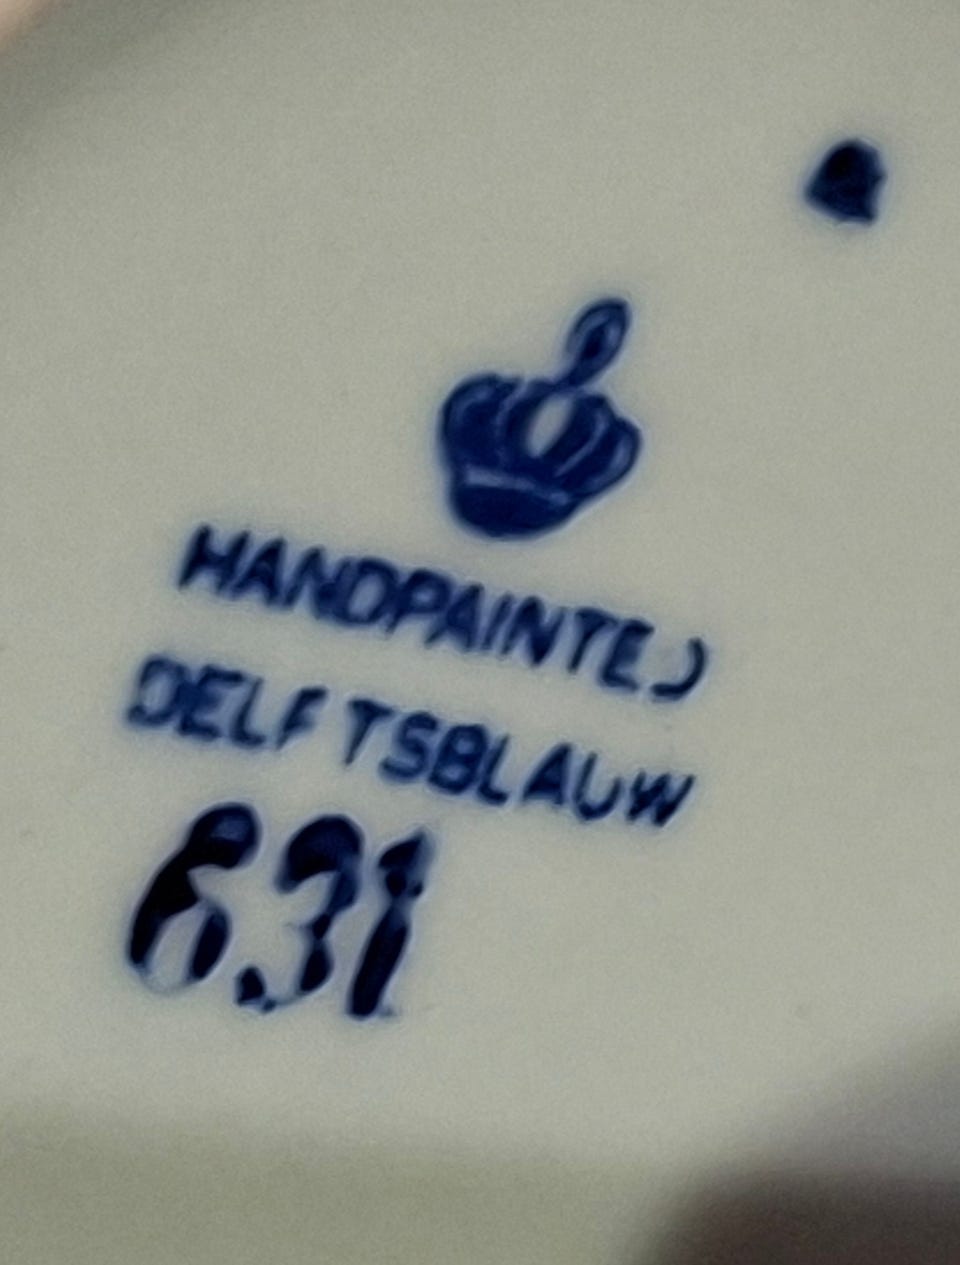 HANDPAINTED
DELFTSBLAUW
631